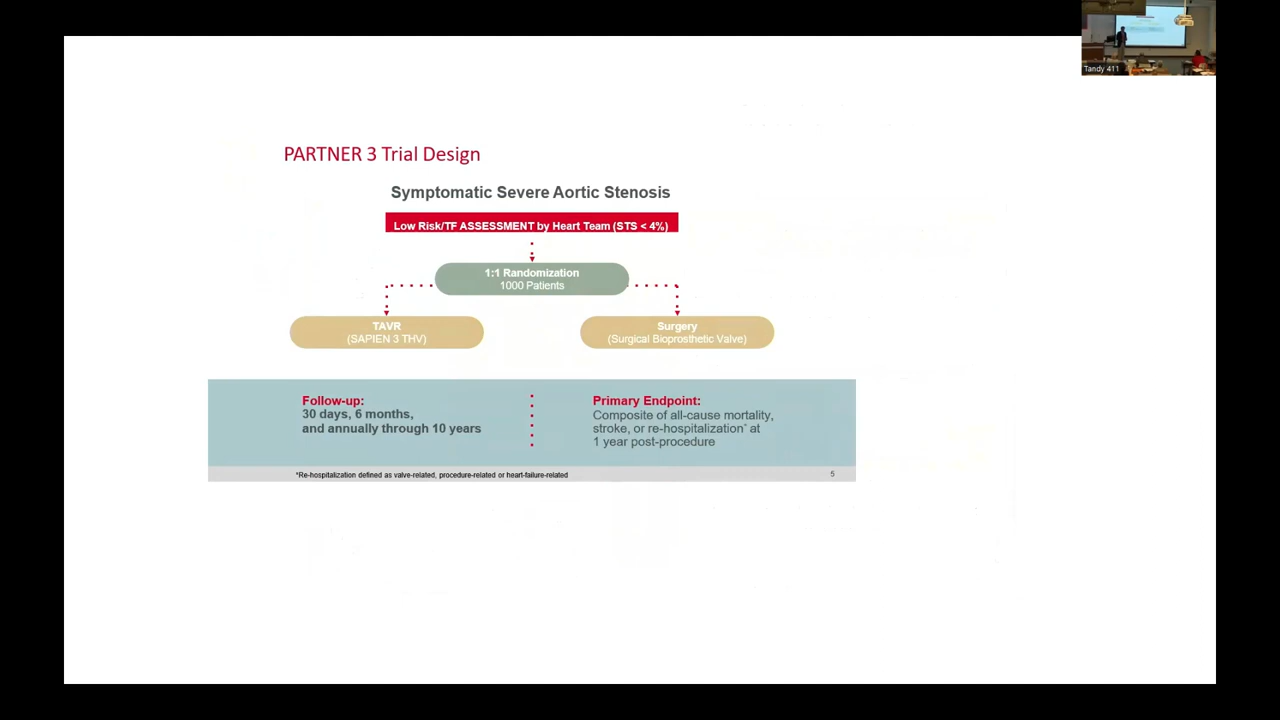 Tandy 411
PARTNER 3 Trial Design
Symptomatic Severe Aortic Stenosis
Low Risk/TF ASSESSMENT by Heart Team (STS < 4%)
1:1 Randomization
1000 Patients
TAVR
(SAPIEN 3 THV)
Surgery
(Surgical Bioprosthetic Valve)
Follow-up:
30 days, 6 months,
and annually through 10 years
Primary Endpoint:
Composite of all-cause mortality,
stroke, or re-hospitalization* at
1 year post-procedure
*Re-hospitalization defined as valve-related, procedure-related or heart-failure-related
5